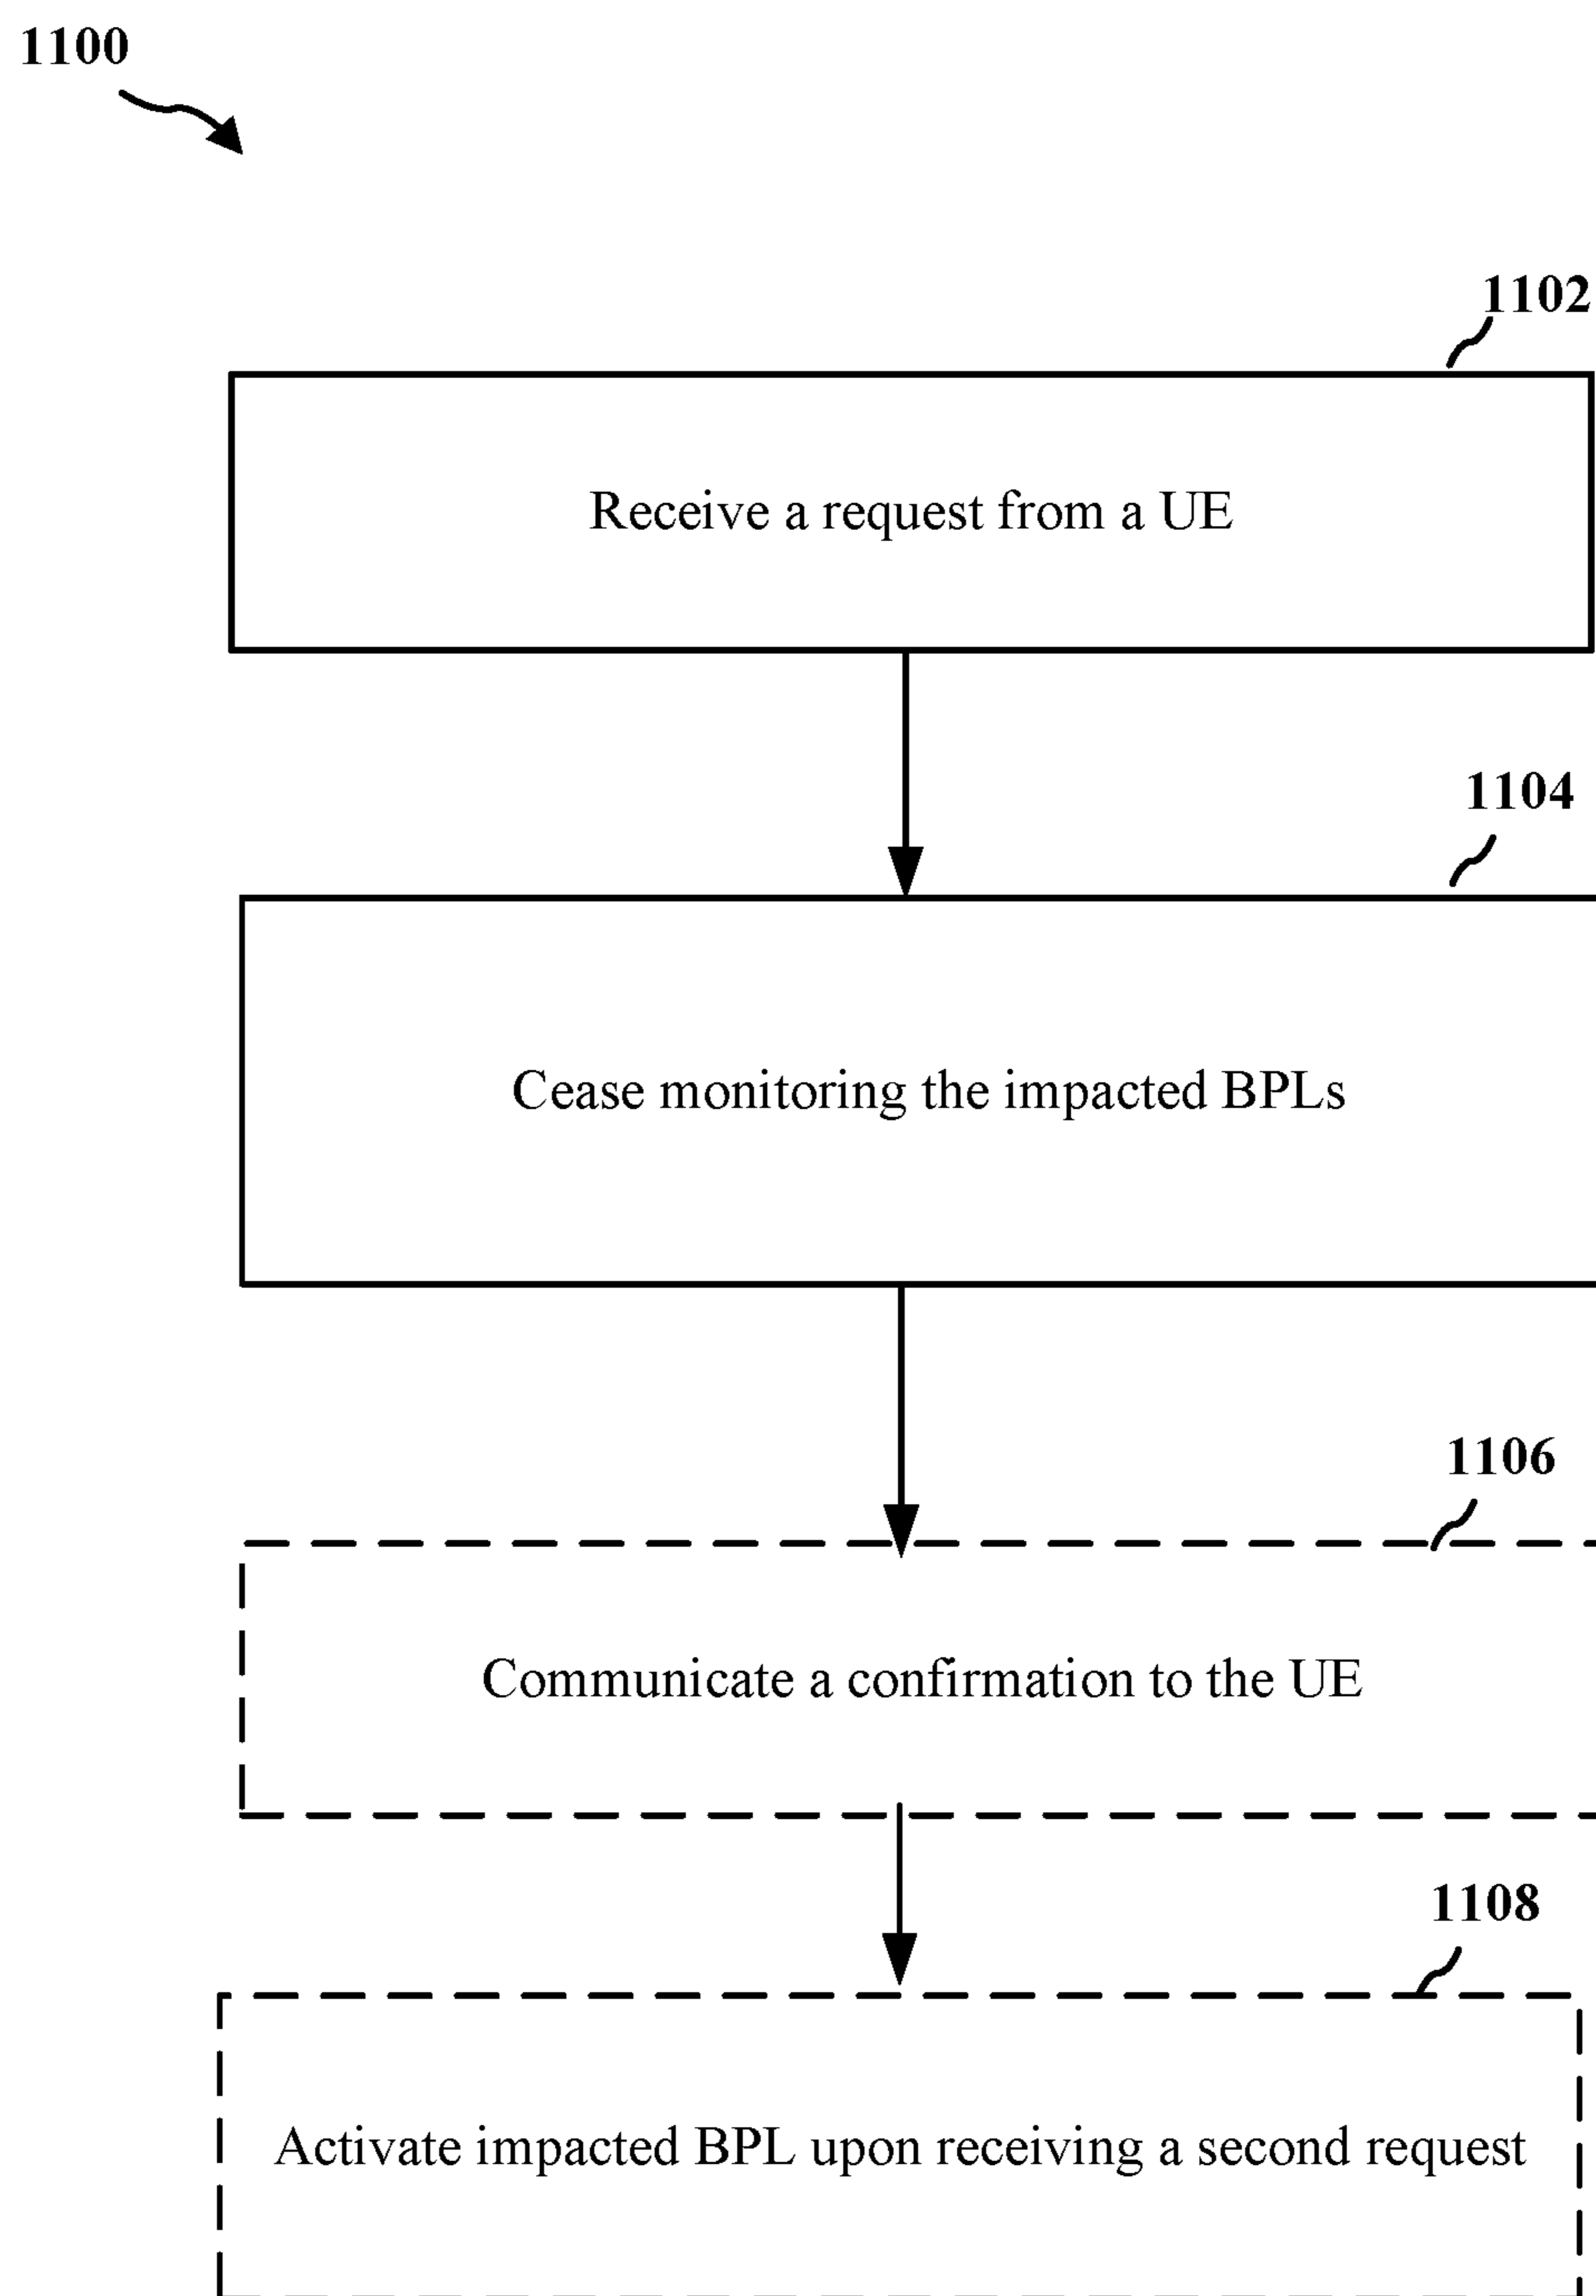 1100
1102
Receive a request from a UE
1104
Cease monitoring the impacted BPLs
1106
Communicate a confirmation to the UE
1108
Activate impacted BPL upon receiving a second request